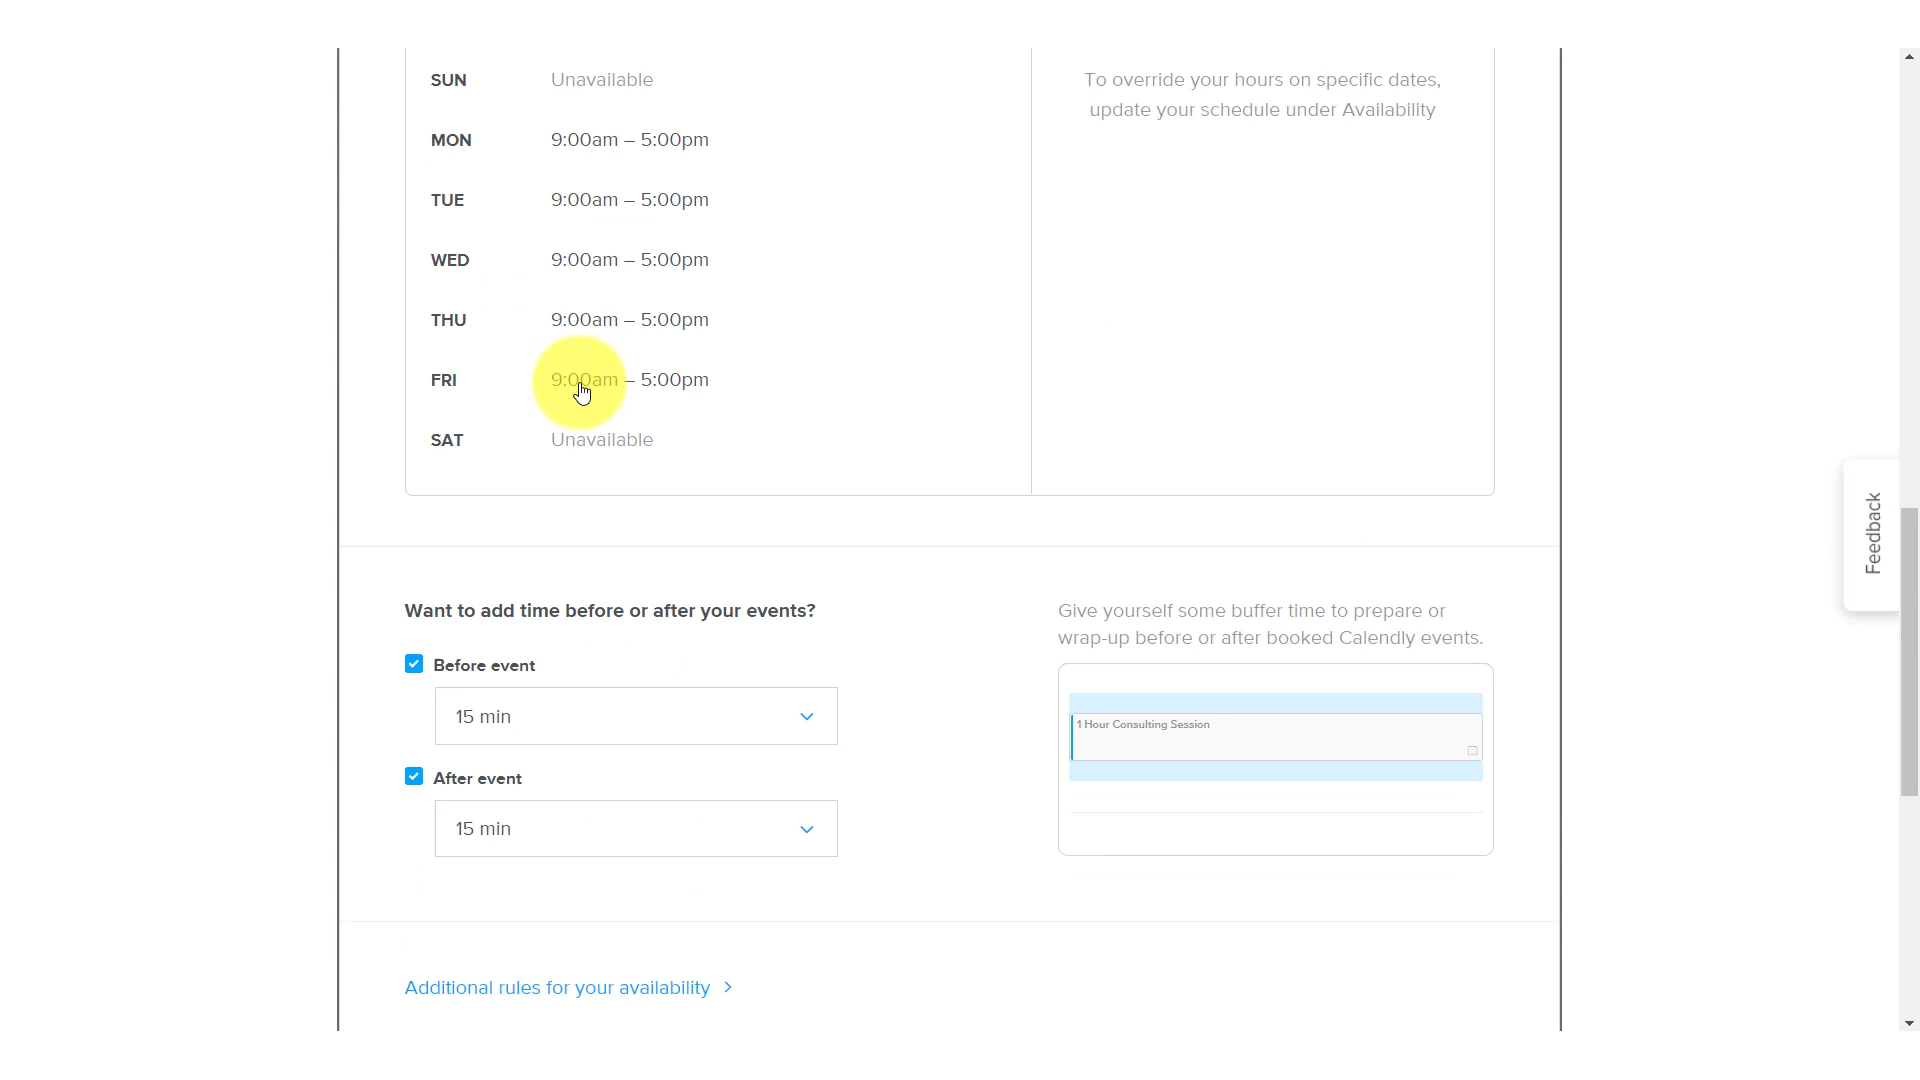 SUN Unavailable
MON 9:00am – 5:00pm
TUE 9:00am – 5:00pm
WED 9:00am – 5:00pm
THU 9:00am – 5:00pm
FRI 9:00am – 5:00pm
SAT Unavailable
To override your hours on specific dates,
update your schedule under Availability
Want to add time before or after your events?
Before event
15 min
After event
15 min
Give yourself some buffer time to prepare or
wrap-up before or after booked Calendly events.
1 Hour Consulting Session
Additional rules for your availability
Feedback